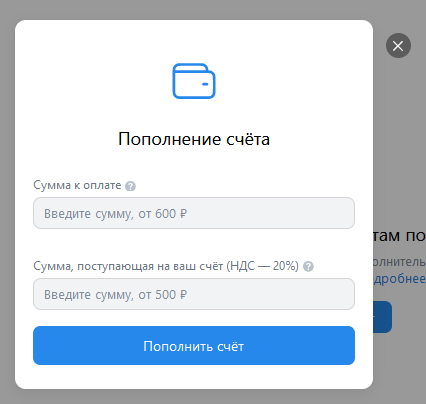 Пополнение счёта
Сумма к оплате ?
Введите сумму, от 600 ₽
Сумма, поступающая на ваш счёт (НДС — 20%) ?
Введите сумму, от 500 ₽
Пополнить счёт
там по
полнитель
дробнее